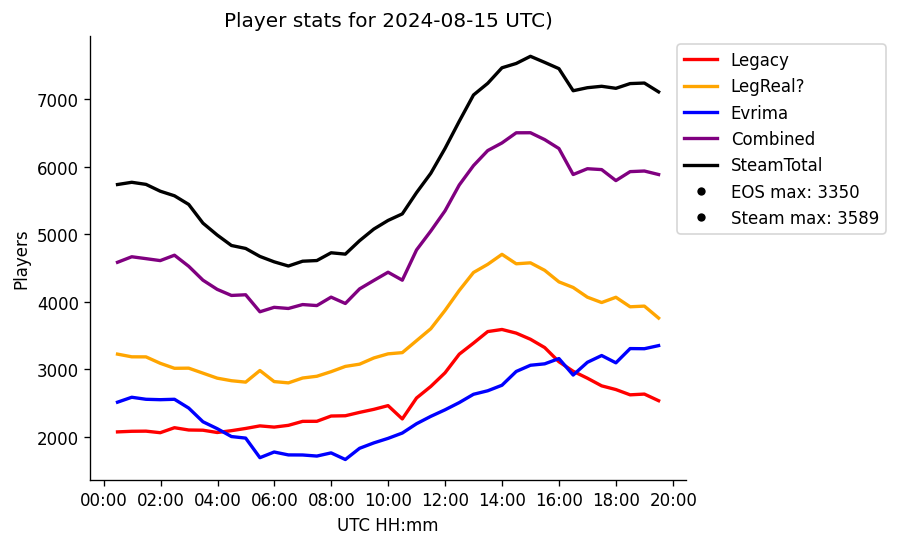 Player stats for 2024-08-15 UTC)
Legacy
LegReal?
Evrima
Combined
SteamTotal
EOS max: 3350
Steam max: 3589
Players
7000
6000
5000
4000
3000
2000
00:00 02:00 04:00 06:00 08:00 10:00 12:00 14:00 16:00 18:00 20:00
UTC HH:mm